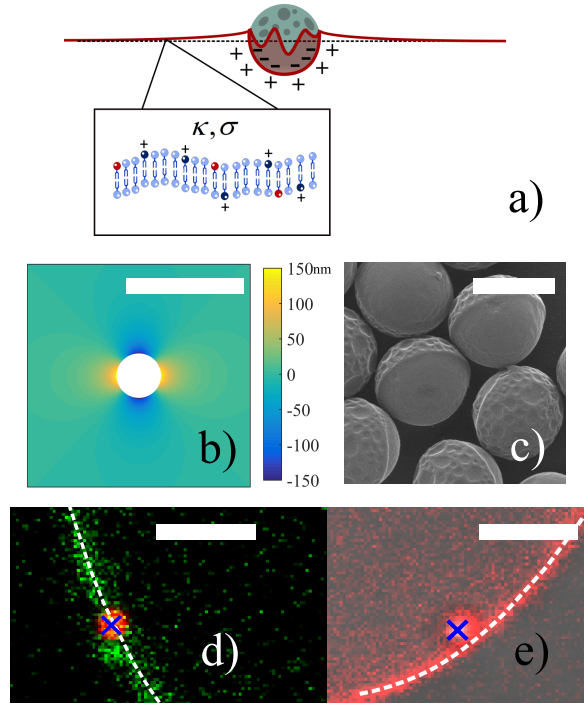 + + + + + + + + +
− − − − − −
κ, σ
+ + + + +
a)
150nm
100
50
0
-50
-100
-150
b)
c)
d)
e)